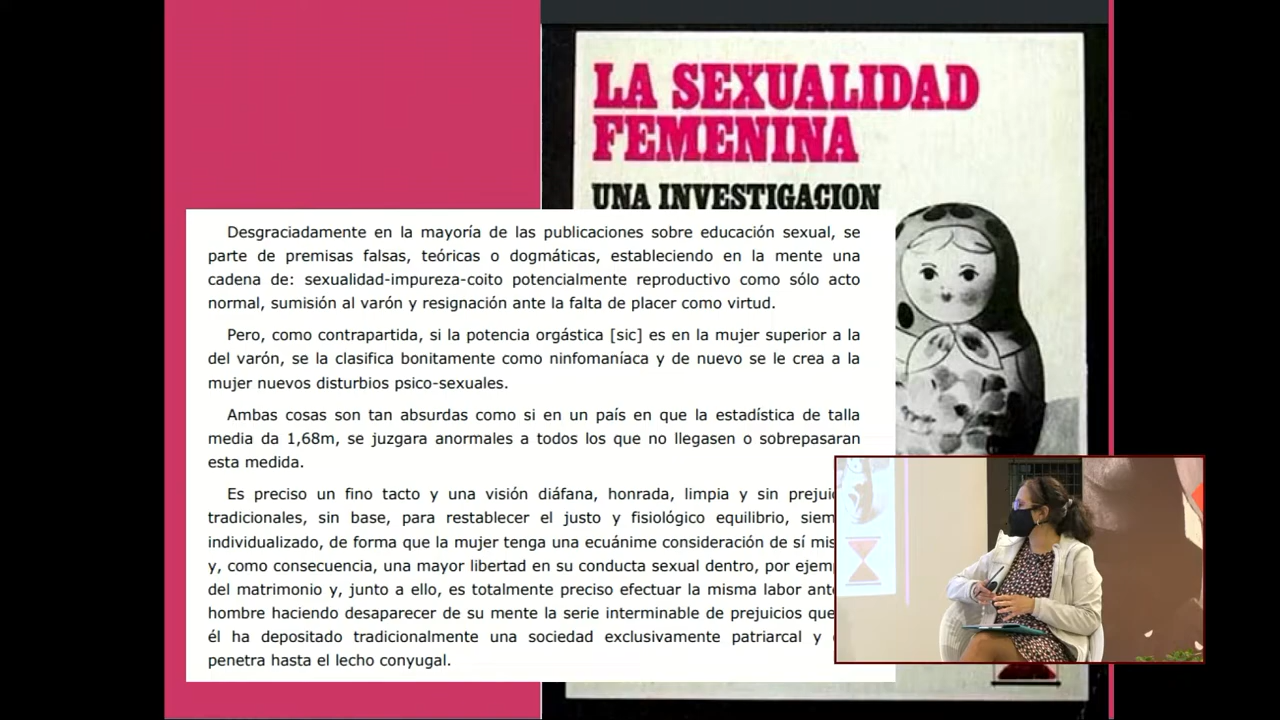 LA SEXUALIDAD
FEMENINA
UNA INVESTIGACION
Desgraciadamente en la mayoría de las publicaciones sobre educación sexual, se
parte de premisas falsas, teóricas o dogmáticas, estableciendo en la mente una
cadena de: sexualidad-impureza-coito potencialmente reproductivo como sólo acto
normal, sumisión al varón y resignación ante la falta de placer como virtud.
Pero, como contrapartida, si la potencia orgástica [sic] es en la mujer superior a la
del varón, se la clasifica bonitamente como ninfomaníaca y de nuevo se le crea a la
mujer nuevos disturbios psico-sexuales.
Ambas cosas son tan absurdas como si en un país en que la estadística de talla
media da 1,68m, se juzgara anormales a todos los que no llegasen o sobrepasaran
esta medida.
Es preciso un fino tacto y una visión diáfana, honrada, limpia y sin
tradicionales, sin base, para restablecer el justo y fisiológico equilibrio,
individualizado, de forma que la mujer tenga una ecuánime consideración de sí
y, como consecuencia, una mayor libertad en su conducta sexual dentro, por
del matrimonio y, junto a ello, es totalmente preciso efectuar la misma labor
hombre haciendo desaparecer de su mente la serie interminable de prejuicios
él ha depositado tradicionalmente una sociedad exclusivamente patriarcal y
penetra hasta el lecho conyugal.